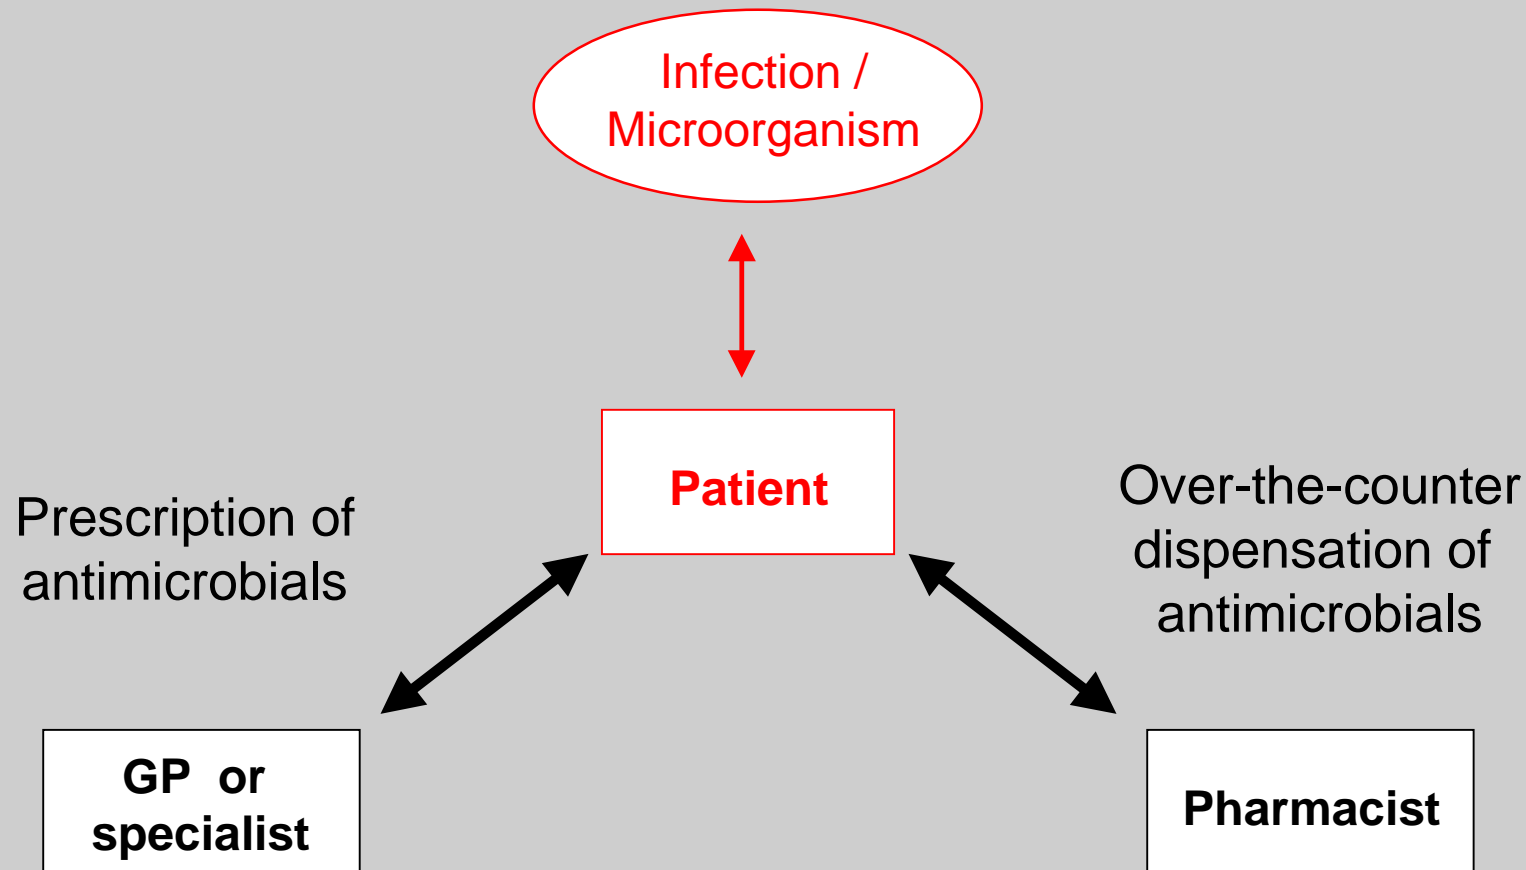 Infection /
Microorganism
Patient
Prescription of
antimicrobials
Over-the-counter
dispensation of
antimicrobials
GP or
specialist
Pharmacist